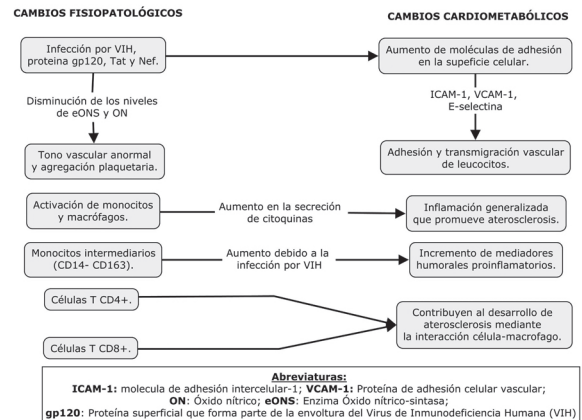 CAMBIOS FISIOPATOLÓGICOS
CAMBIOS CARDIOMETABÓLICOS
Infección por VIH,
proteina gp120, Tat y Nef.
Aumento de moléculas de adhesión
en la supeficie celular.
Disminución de los niveles
de eONS y ON
ICAM-1, VCAM-1,
E-selectina
Tono vascular anormal
y agregación plaquetaria.
Adhesión y transmigración vascular
de leucocitos.
Activación de monocitos
y macrófagos.
Aumento en la secreción
de citoquinas
Inflamación generalizada
que promueve aterosclerosis.
Monocitos intermediarios
(CD14- CD163).
Aumento debido a la
infección por VIH
Incremento de mediadores
humorales proinflamatorios.
Células T CD4+.
Células T CD8+.
Contribuyen al desarrollo de
aterosclerosis mediante
la interacción célula-macrofago.
Abreviaturas:
ICAM-1: molecula de adhesión intercelular-1; VCAM-1: Proteína de adhesión celular vascular;
ON: Óxido nítrico; eONS: Enzima Óxido nítrico-sintasa;
gp120: Proteína superficial que forma parte de la envoltura del Virus de Inmunodeficiencia Humana (VIH)